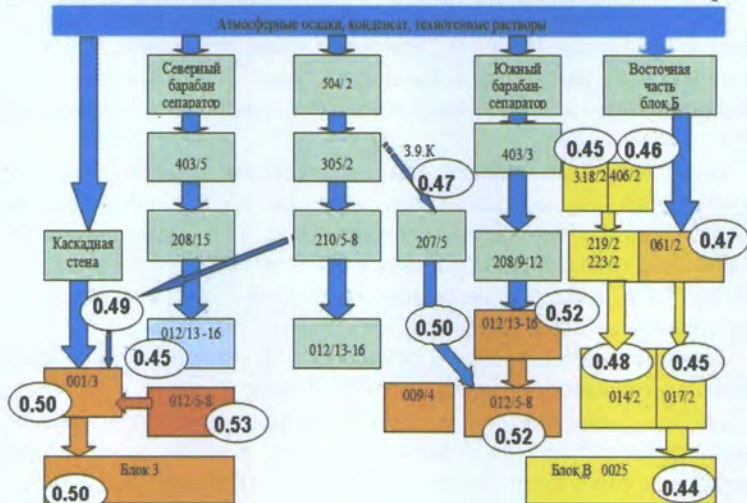 Атмосферные осадки, конденсат, техногенные растворы
Северный
барабан
сепаратор
504/2
Южный
барабан-
сепаратор
Восточная
часть
блок Б
403/5
305/2
3.9.К
0.47
403/3
0.45
0.46
318/2
406/2
Каскадная
стена
208/15
210/5-8
207/5
208/9-12
219/2
223/2
061/2
0.47
0.49
012/13-16
0.45
012/13-16
0.50
012/13-16
0.52
0.48
014/2
0.45
017/2
001/3
0.50
012/5-8
0.53
009/4
012/5-8
0.52
Блок 3
0.50
Блок В 0025
0.44